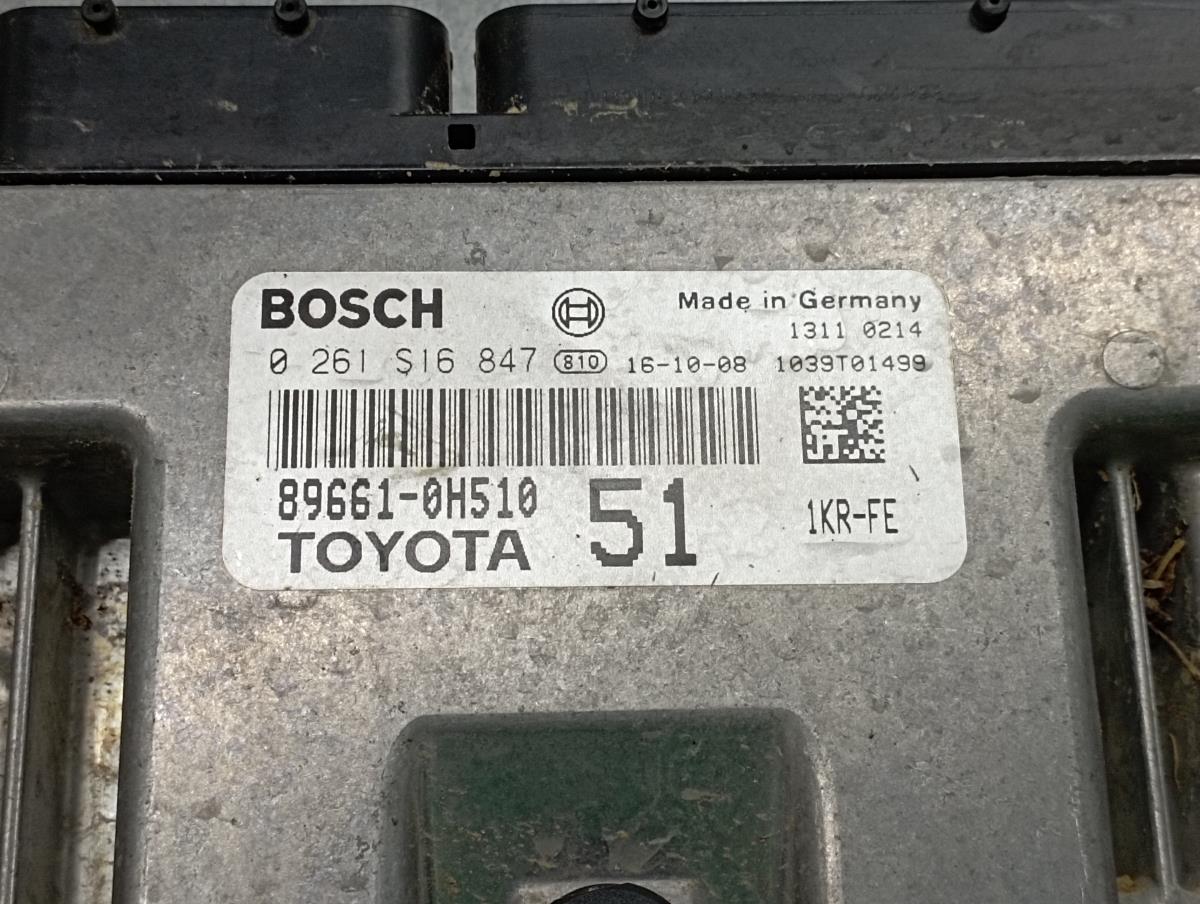 BOSCH Made in Germany
1311 0214
0 261 S16 847 810 16-10-08 1039T01499
89661-0H510 51 1KR-FE
TOYOTA